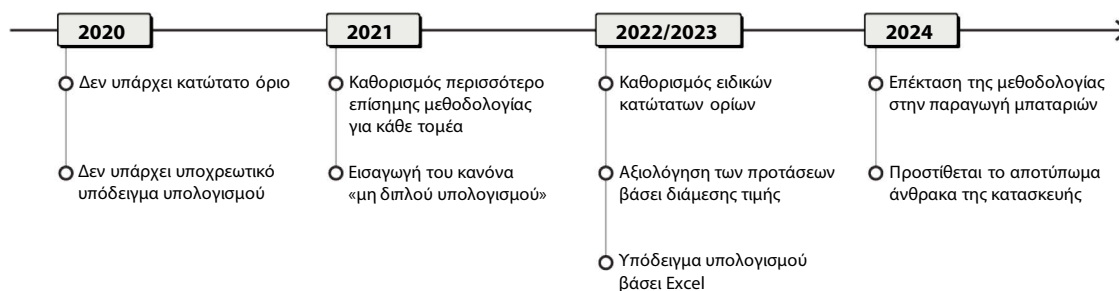 2020
Δεν υπάρχει κατώτατο όριο
Δεν υπάρχει υποχρεωτικό
υπόδειγμα υπολογισμού
2021
Καθορισμός περισσότερο
επίσημης μεθοδολογίας
για κάθε τομέα
Εισαγωγή του κανόνα
«μη διπλού υπολογισμού»
2022/2023
Καθορισμός ειδικών
κατώτατων ορίων
Αξιολόγηση των προτάσεων
βάσει διάμεσης τιμής
Υπόδειγμα υπολογισμού
βάσει Excel
2024
Επέκταση της μεθοδολογίας
στην παραγωγή μπαταριών
Προστίθεται το αποτύπωμα
άνθρακα της κατασκευής